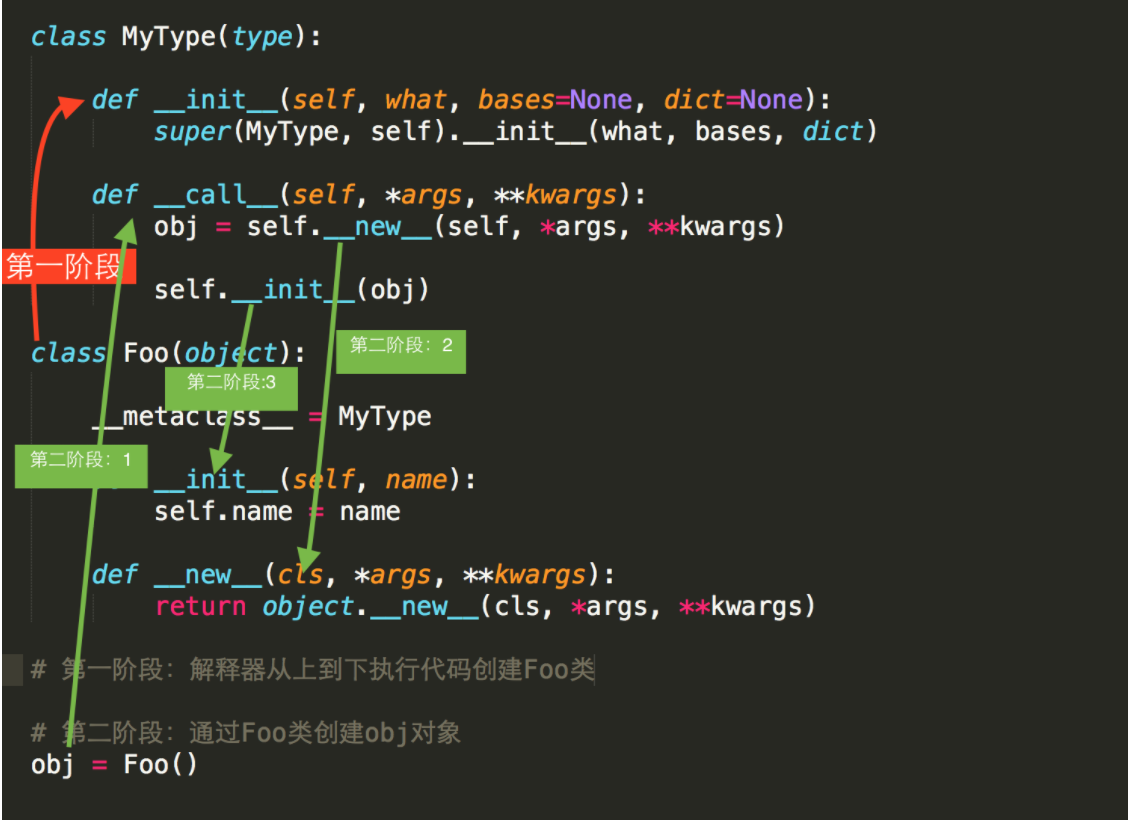 class MyType(type):
def __init__(self, what, bases=None, dict=None):
super(MyType, self).__init__(what, bases, dict)
def __call__(self, *args, **kwargs):
obj = self.__new__(self, *args, **kwargs)
第一阶段
self.__init__(obj)
class Foo(object):
第二阶段：2
第二阶段:3
__metaclass__ = MyType
第二阶段：1
__init__(self, name):
self.name = name
def __new__(cls, *args, **kwargs):
return object.__new__(cls, *args, **kwargs)
# 第一阶段：解释器从上到下执行代码创建Foo类
# 第二阶段：通过Foo类创建obj对象
obj = Foo()